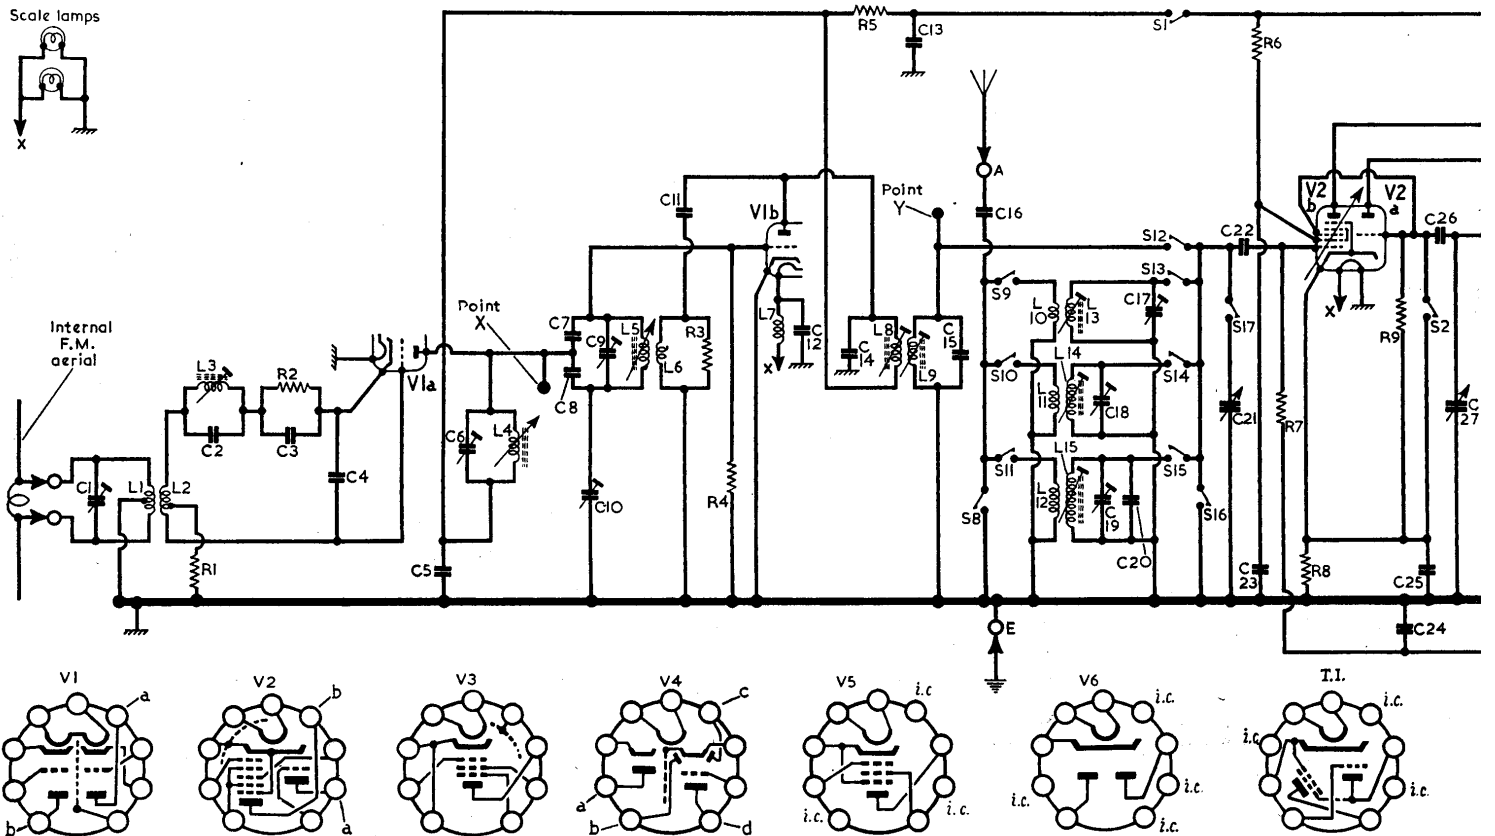 Scale lamps
X
R5
C13
S1
R6
A
C16
Point
Y
C11
V1b
V2
b
V2
a
C26
C22
S12
S13
S9
L
10
L
13
C17
S17
S2
R9
Internal
F.M.
aerial
L3
R2
V1a
Point
X
C7
C9
L5
L6
R3
L7
C
12
X
C
14
L8
L9
C
15
X
S10
L14
L
11
C18
S14
C21
R7
C
27
C2
C3
C8
C6
L4
C1
L1
L2
C4
C10
R4
S11
L15
L
12
C
19
C20
S15
S16
S8
R1
C5
C
23
R8
C25
E
C24
V1
a
b
V2
b
a
V3
V4
c
a
b
d
V5
i.c
i.c.
i.c.
V6
i.c.
i.c.
i.c.
i.c.
T.I.
i.c.
i.c.
i.c.